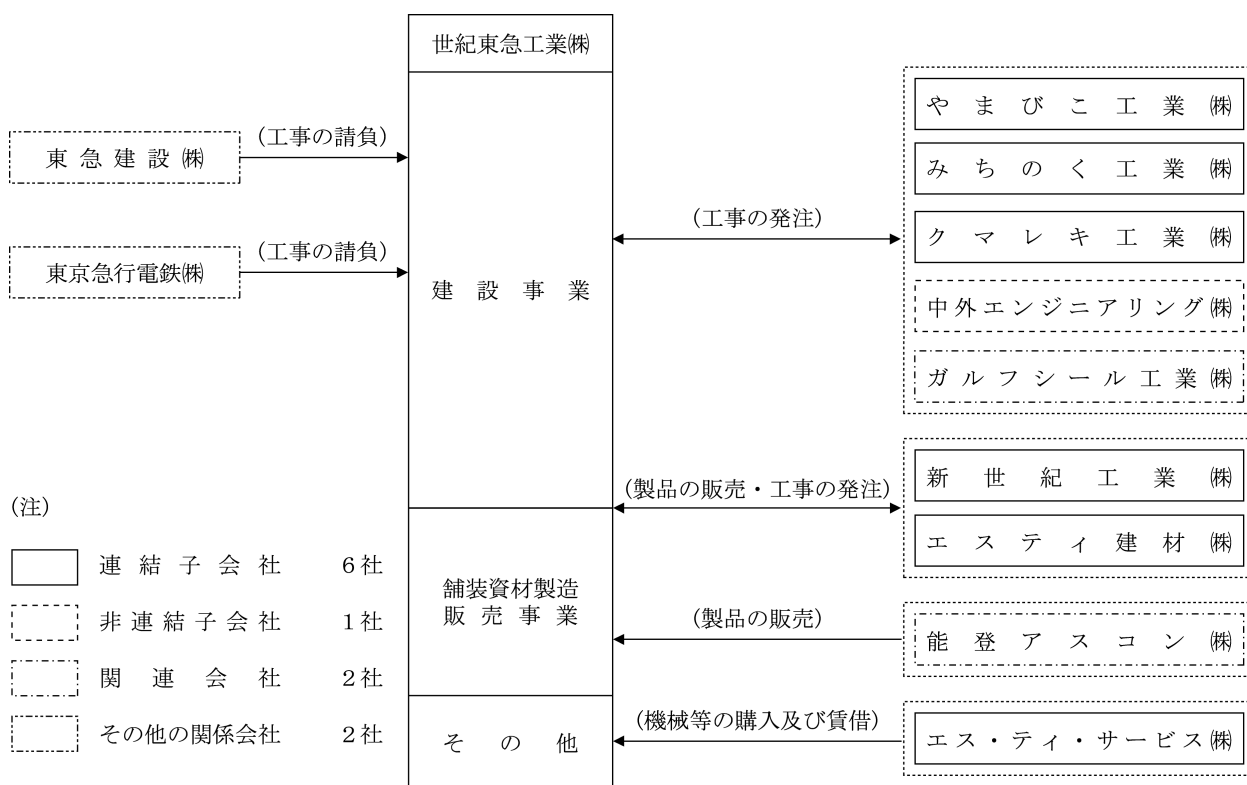 世紀東急工業㈱
東急建設㈱
(工事の請負)
東京急行電鉄㈱
(工事の請負)
建設事業
(工事の発注)
やまびこ工業㈱
みちのく工業㈱
クマレキ工業㈱
中外エンジニアリング㈱
ガルフシール工業㈱
(製品の販売・工事の発注)
新世紀工業㈱
エスティ建材㈱
舗装資材製造
販売事業
(製品の販売)
能登アスコン㈱
その他
(機械等の購入及び賃借)
エス・ティ・サービス㈱
(注)
連結子会社 6社
非連結子会社 1社
関連会社 2社
その他の関係会社 2社